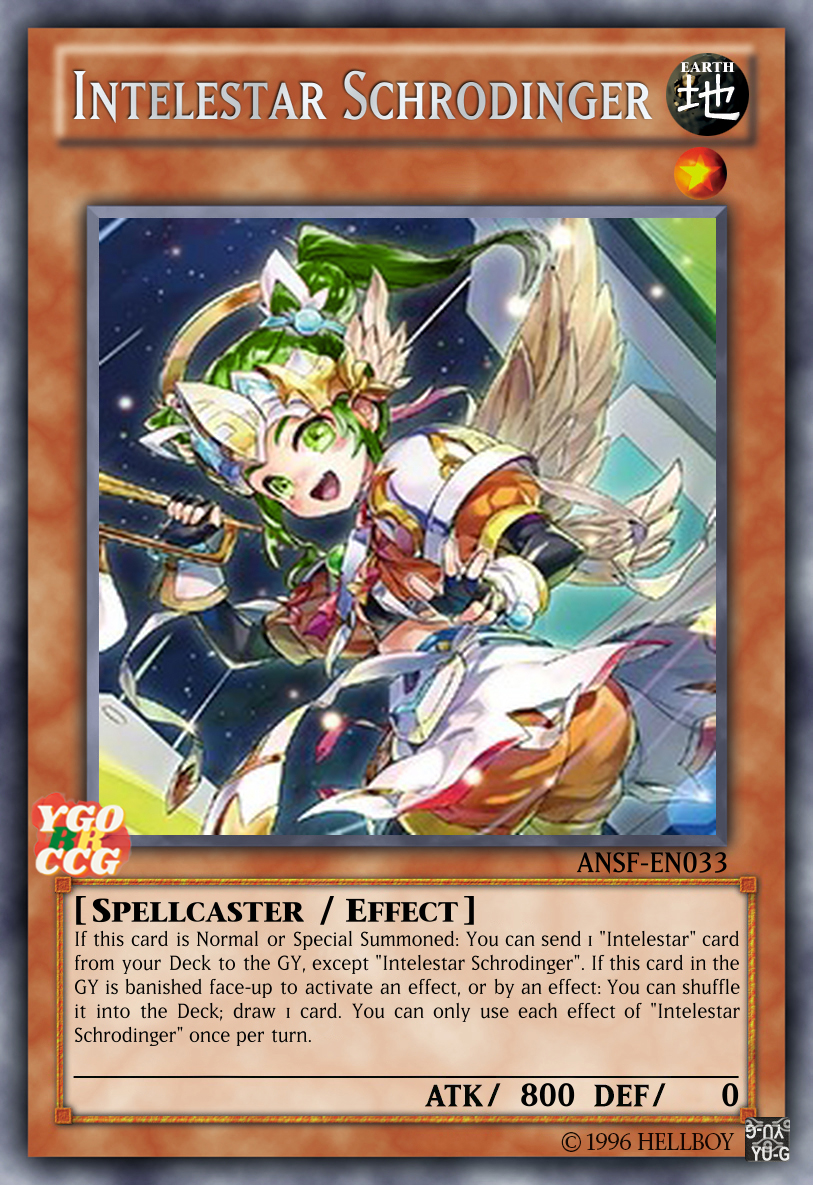 INTELESTAR SCHRODINGER
EARTH
地
YGO
RR
CCG
ANSF-EN033
[ SPELLCASTER / EFFECT ]
If this card is Normal or Special Summoned: You can send 1 "Intelestar" card
from your Deck to the GY, except "Intelestar Schrodinger". If this card in the
GY is banished face-up to activate an effect, or by an effect: You can shuffle
it into the Deck; draw 1 card. You can only use each effect of "Intelestar
Schrodinger" once per turn.
ATK/ 800 DEF/ 0
© 1996 HELLBOY
YU-G
YU-G